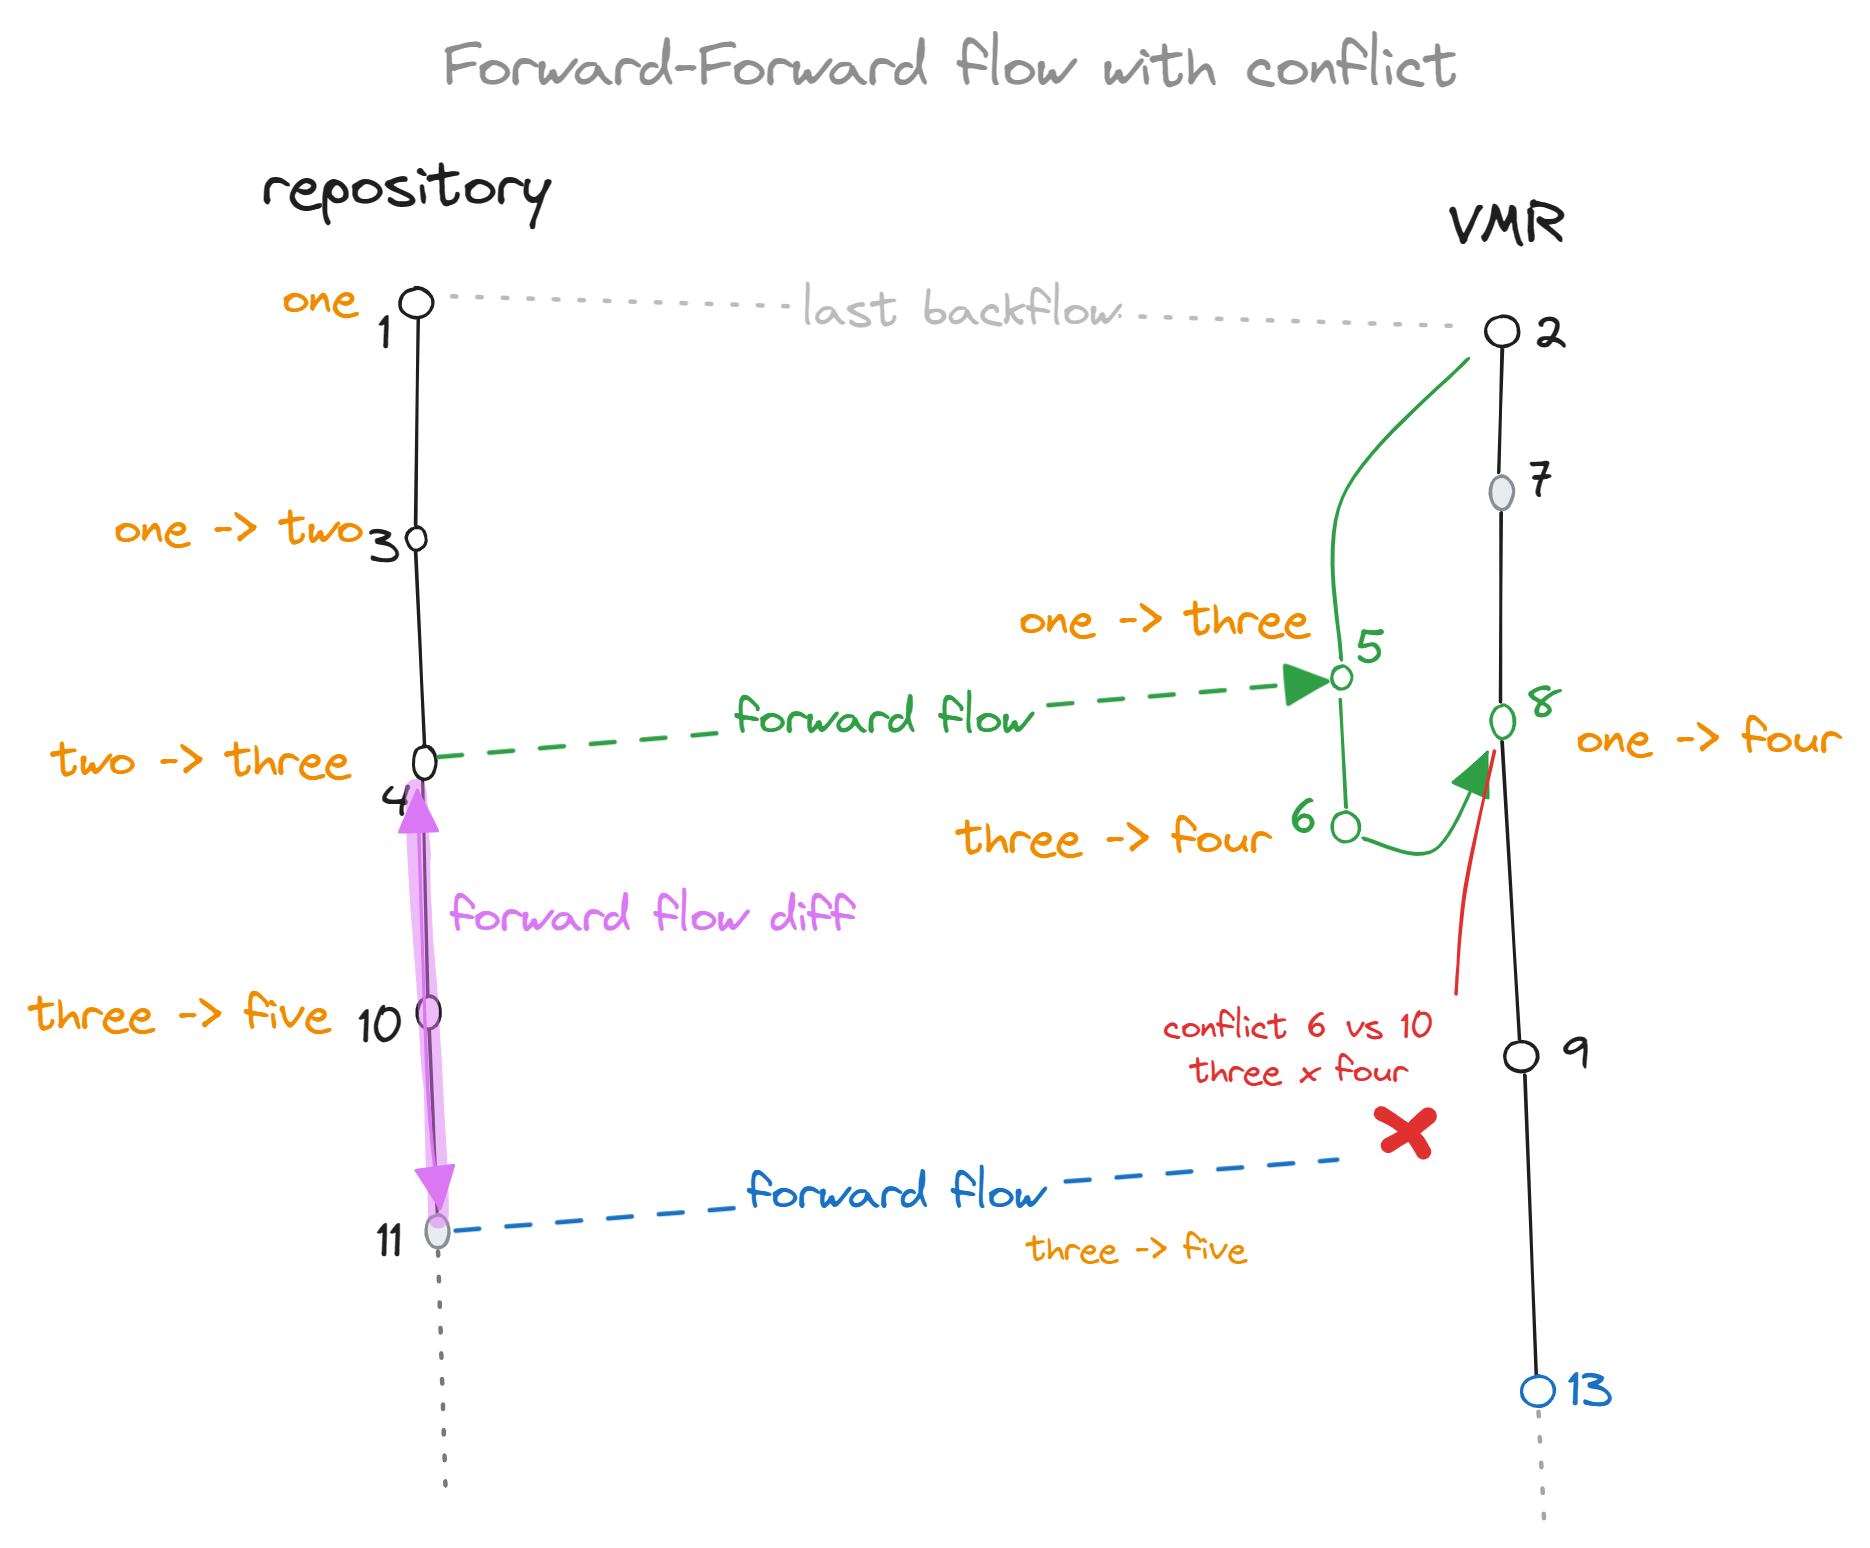 Forward-Forward flow with conflict
repository
VMR
one
1
last backflow
2
7
one -> two
3
one -> three
5
forward flow
8
one -> four
two -> three
4
6
three -> four
forward flow diff
three -> five
10
conflict 6 vs 10
three x four
9
forward flow
11
three -> five
13